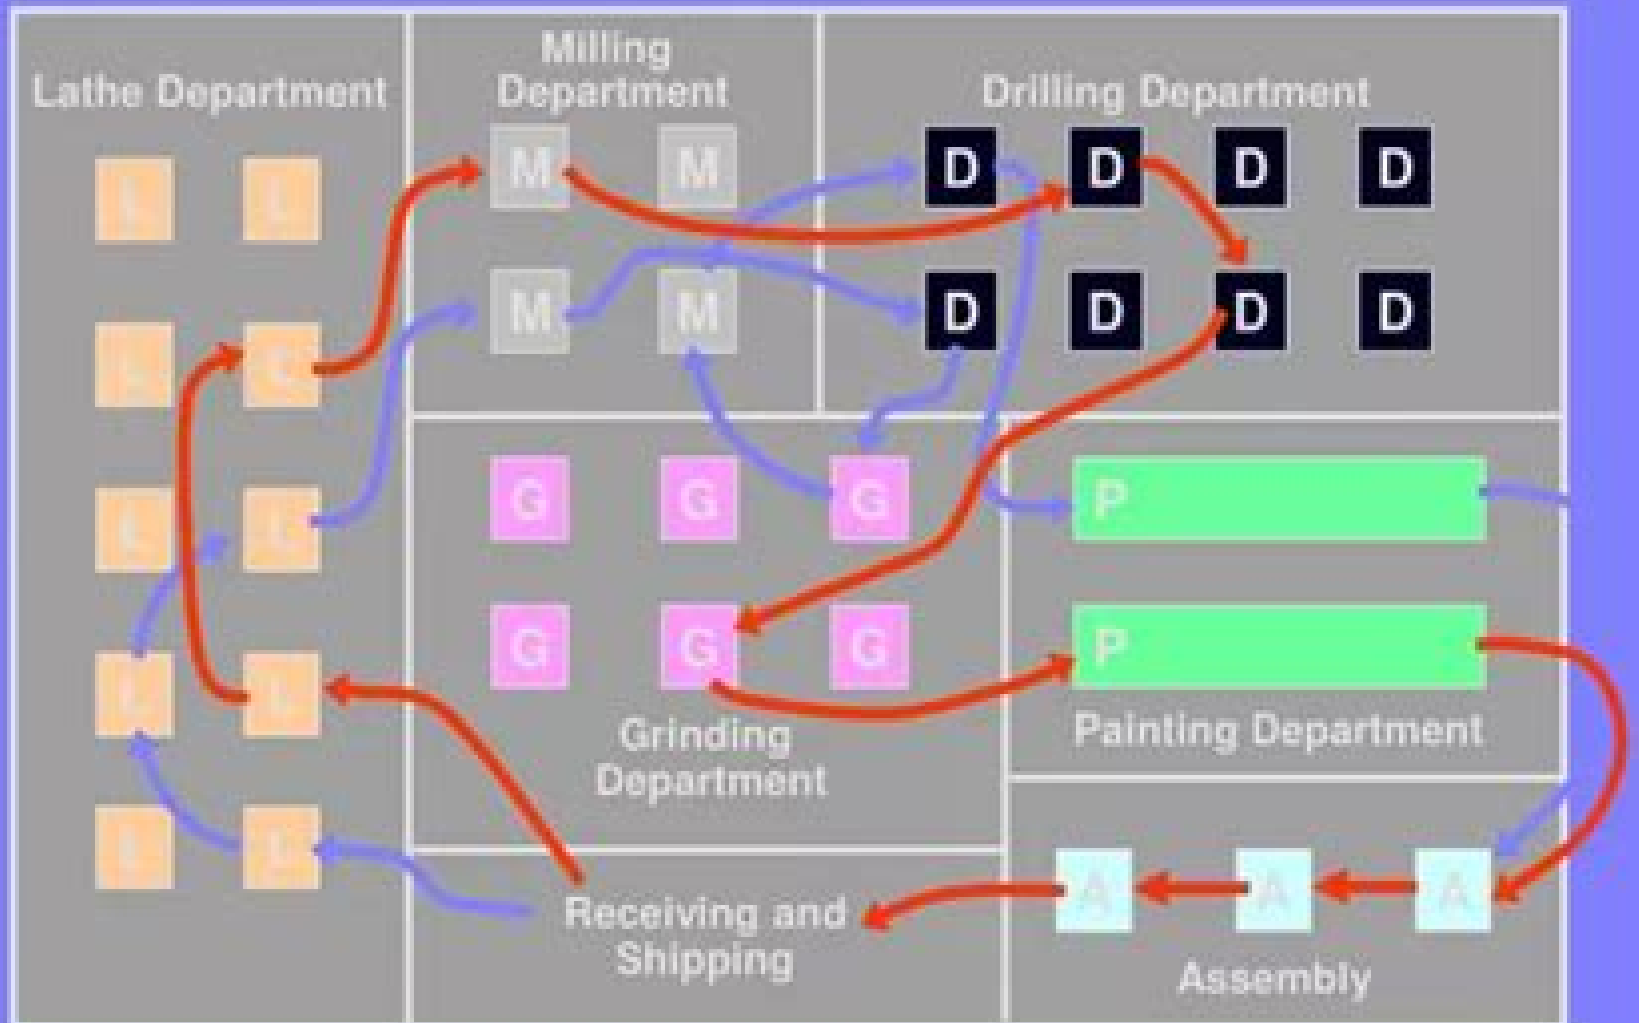 Lathe Department
L L
L L
L L
L L
L L
Milling
Department
M M
M M
Drilling Department
D D D D
D D D D
G G G
G G G
Grinding
Department
P
P
Painting Department
Receiving and
Shipping
A A A
Assembly